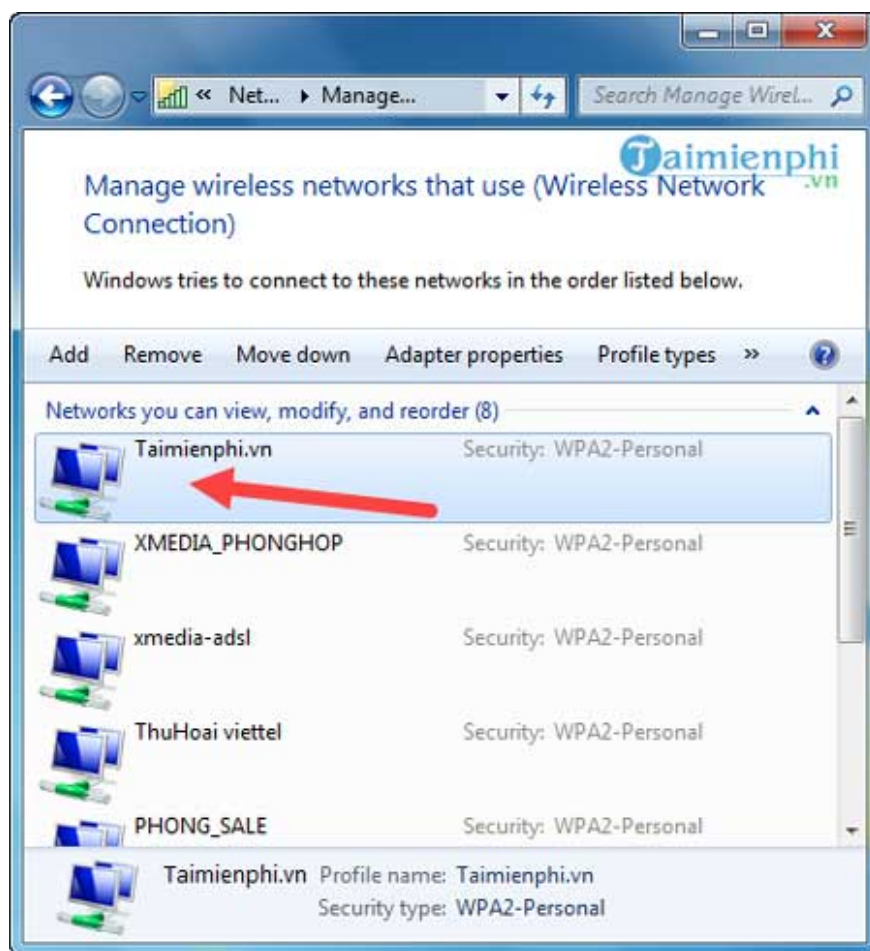 « Net... Manage... Search Manage Wirel...
Taimienphi
.vn
Manage wireless networks that use (Wireless Network
Connection)
Windows tries to connect to these networks in the order listed below.
Add Remove Move down Adapter properties Profile types »
Networks you can view, modify, and reorder (8)
Taimienphi.vn Security: WPA2-Personal
XMEDIA_PHONGHOP Security: WPA2-Personal
xmedia-adsl Security: WPA2-Personal
ThuHoai viettel Security: WPA2-Personal
PHONG_SALE Security: WPA2-Personal
Taimienphi.vn Profile name: Taimienphi.vn
Security type: WPA2-Personal